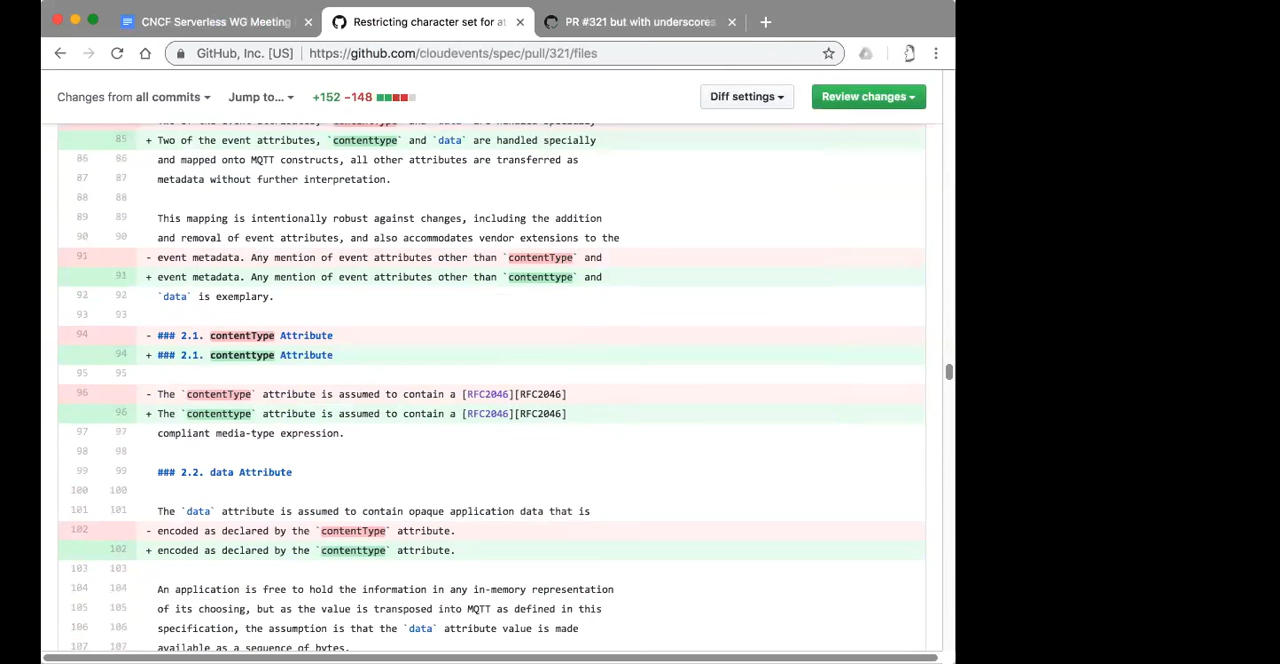 CNCF Serverless WG Meeting
Restricting character set for at
PR #321 but with underscores
GitHub, Inc. [US] | https://github.com/cloudevents/spec/pull/321/files
Changes from all commits Jump to... +152 −148 Diff settings Review changes
85 + Two of the event attributes, `contenttype` and `data` are handled specially
86 86 and mapped onto MQTT constructs, all other attributes are transferred as
87 87 metadata without further interpretation.
88 88
89 89 This mapping is intentionally robust against changes, including the addition
90 90 and removal of event attributes, and also accommodates vendor extensions to the
91 - event metadata. Any mention of event attributes other than `contentType` and
91 + event metadata. Any mention of event attributes other than `contenttype` and
92 92 `data` is exemplary.
93 93
94 - ### 2.1. contentType Attribute
94 + ### 2.1. contenttype Attribute
95 95
96 - The `contentType` attribute is assumed to contain a [RFC2046][RFC2046]
96 + The `contenttype` attribute is assumed to contain a [RFC2046][RFC2046]
97 97 compliant media-type expression.
98 98
99 99 ### 2.2. data Attribute
100 100
101 101 The `data` attribute is assumed to contain opaque application data that is
102 - encoded as declared by the `contentType` attribute.
102 + encoded as declared by the `contenttype` attribute.
103 103
104 104 An application is free to hold the information in any in-memory representation
105 105 of its choosing, but as the value is transposed into MQTT as defined in this
106 106 specification, the assumption is that the `data` attribute value is made
107 107 available as a sequence of bytes.